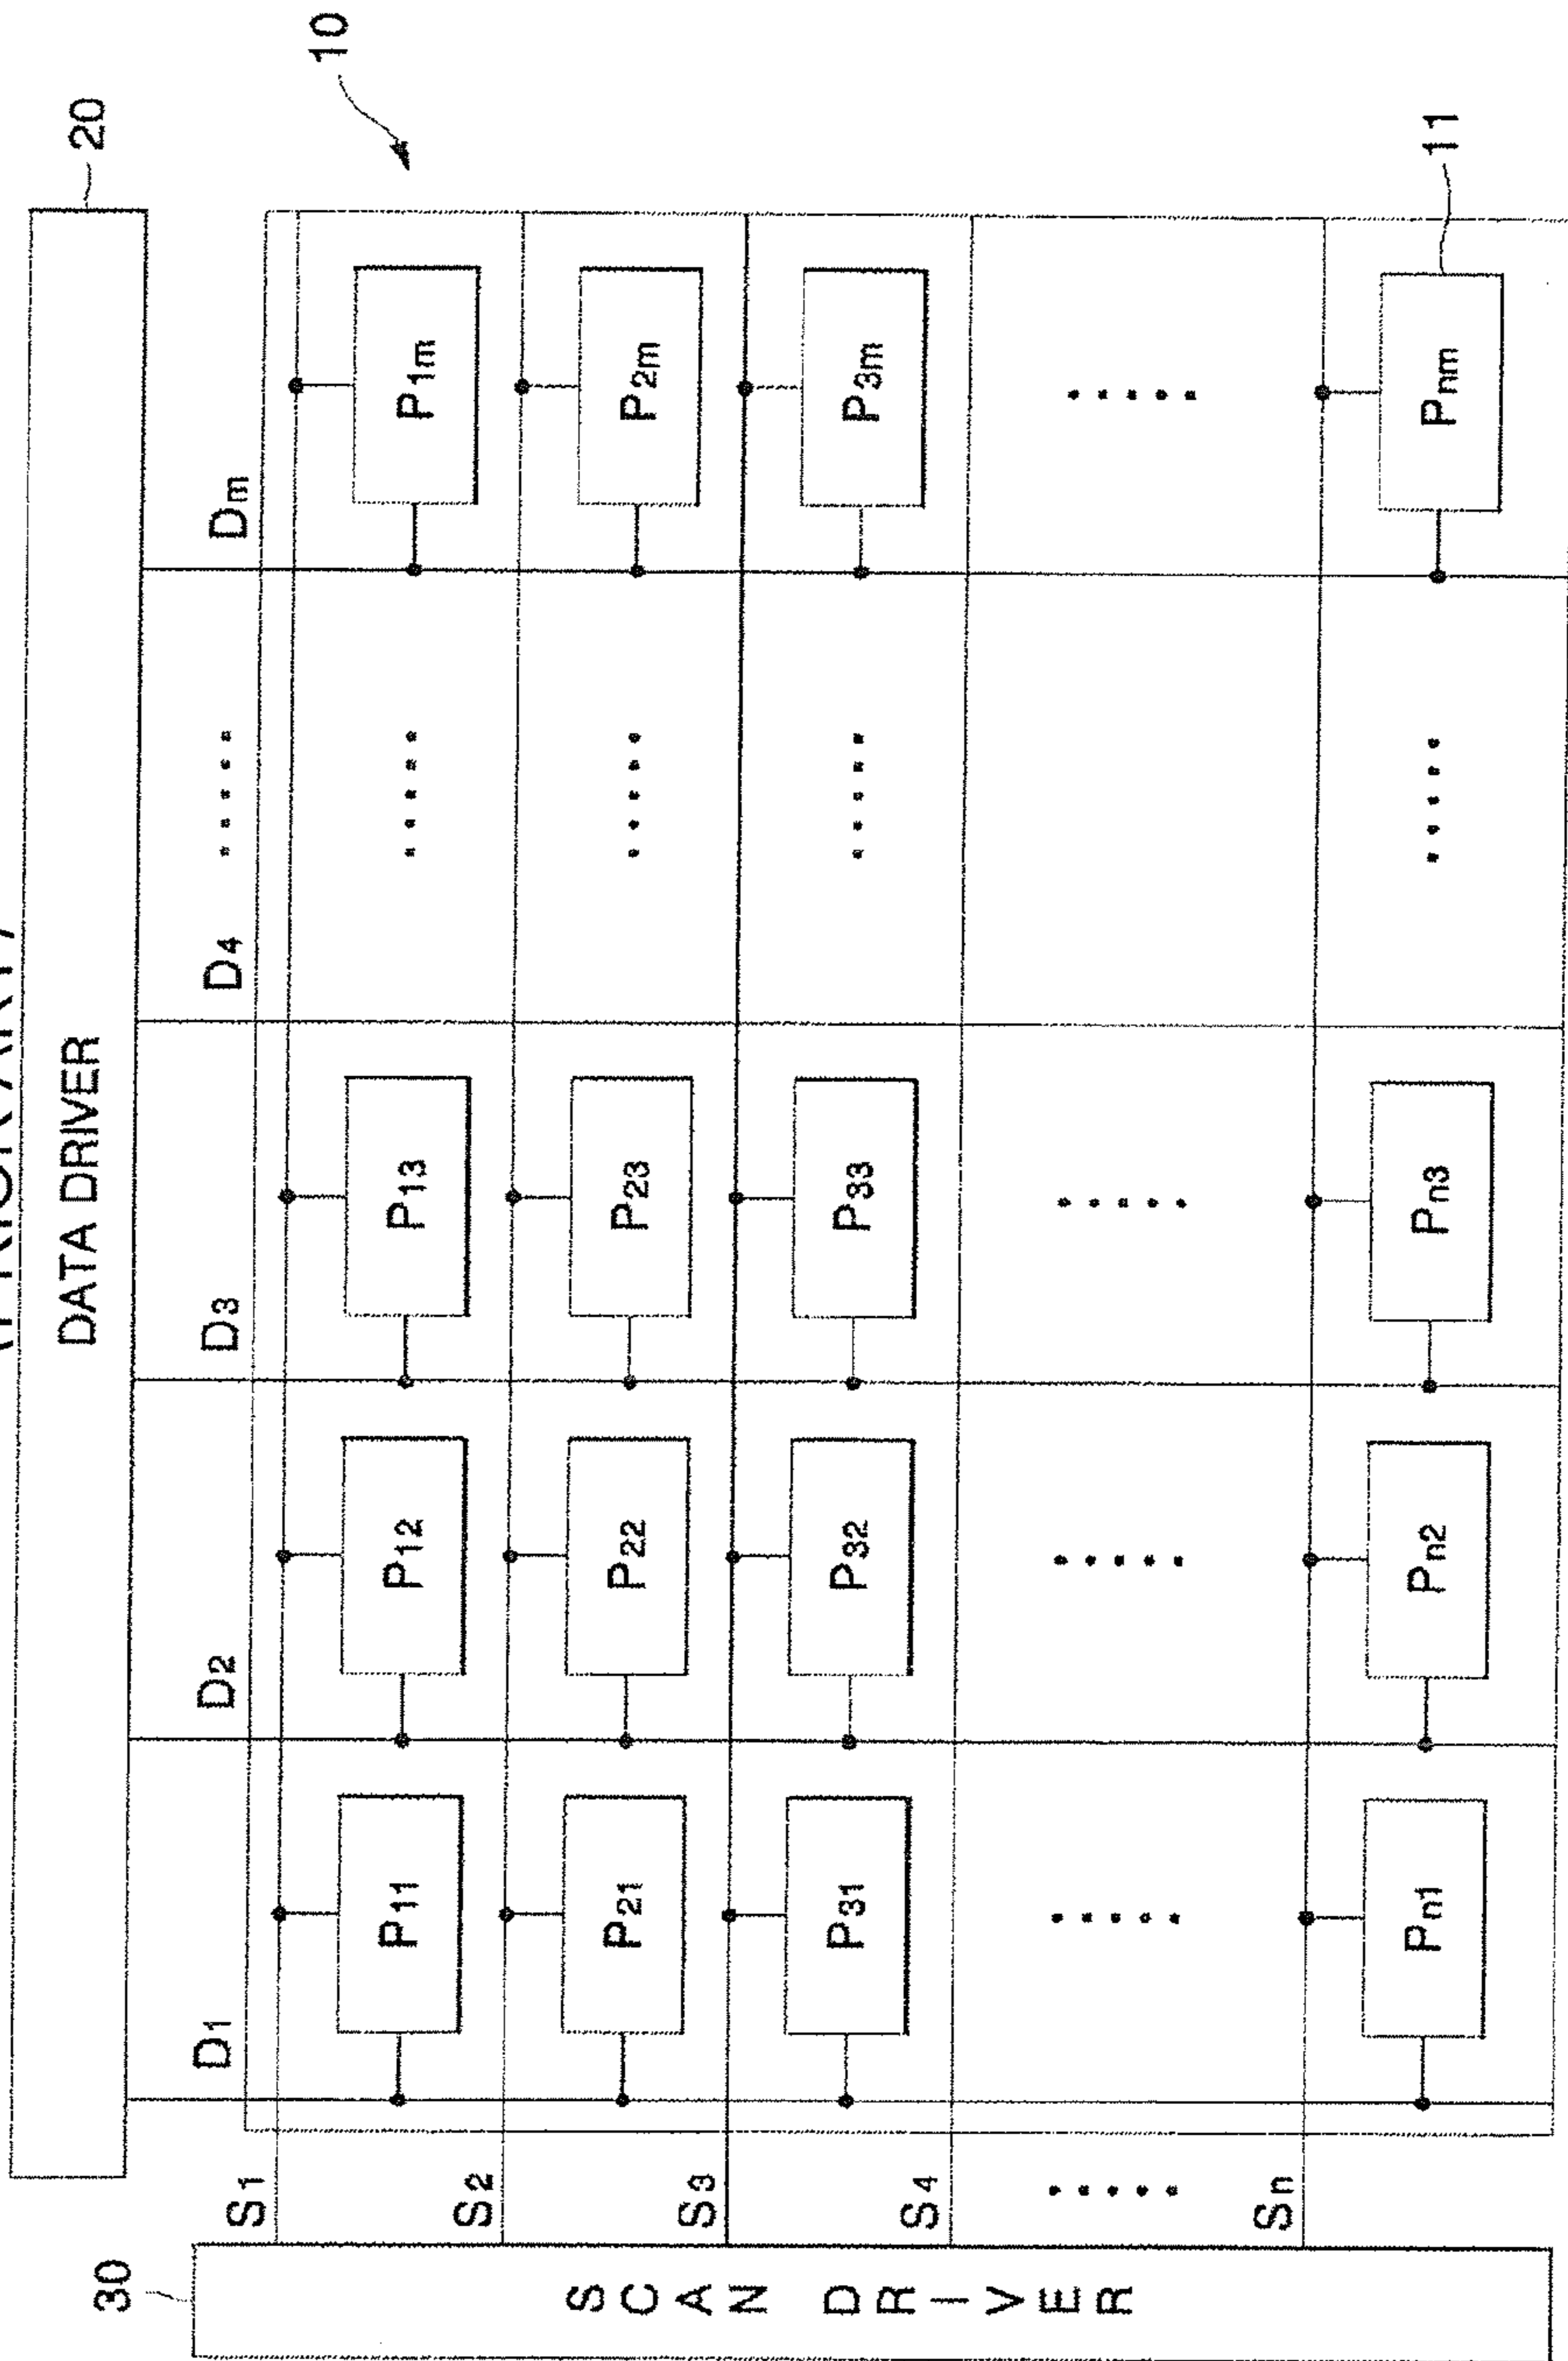 (PRIOR ART)
DATA DRIVER
20
10
D1
D2
D3
D4
.....
Dm
30
SCAN DRIVER
S1
P11
P12
P13
.....
P1m
S2
P21
P22
P23
.....
P2m
S3
P31
P32
P33
.....
P3m
S4
.....
.....
.....
.....
.....
Sn
Pn1
Pn2
Pn3
.....
Pnm
11